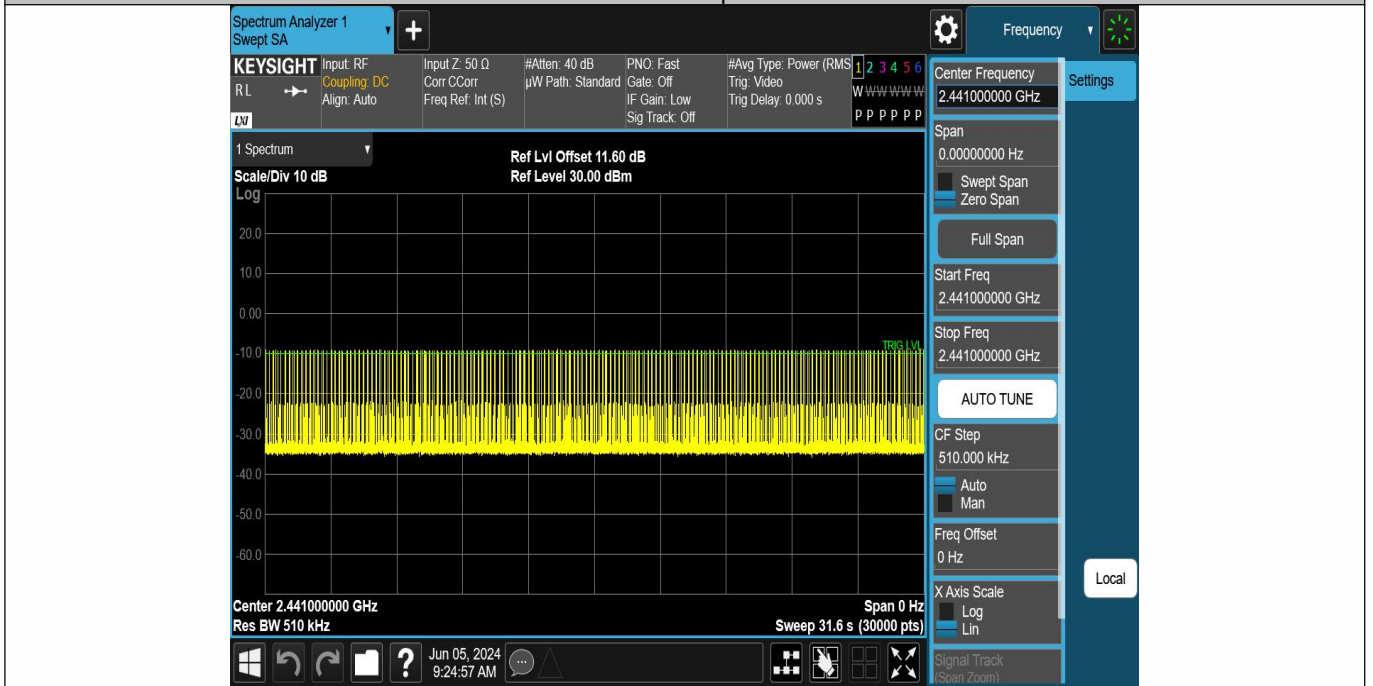 Spectrum Analyzer 1
Swept SA
+
Frequency
KEYSIGHT
Input: RF
Coupling: DC
Align: Auto
RL
LXI
Input Z: 50 Ω
Corr CCorr
Freq Ref: Int (S)
#Atten: 40 dB
µW Path: Standard
PNO: Fast
Gate: Off
IF Gain: Low
Sig Track: Off
#Avg Type: Power (RMS
Trig: Video
Trig Delay: 0.000 s
1 2 3 4 5 6
W W W W W W
P P P P P P
Center Frequency
2.441000000 GHz
Settings
1 Spectrum
Ref Lvl Offset 11.60 dB
Scale/Div 10 dB
Ref Level 30.00 dBm
Log
20.0
10.0
0.00
-10.0
-20.0
-30.0
-40.0
-50.0
-60.0
TRIG LVL
Center 2.441000000 GHz
Span 0 Hz
Res BW 510 kHz
Sweep 31.6 s (30000 pts)
Span
0.00000000 Hz
Swept Span
Zero Span
Full Span
Start Freq
2.441000000 GHz
Stop Freq
2.441000000 GHz
AUTO TUNE
CF Step
510.000 kHz
Auto
Man
Freq Offset
0 Hz
X Axis Scale
Log
Lin
Signal Track
(Span Zoom)
Local
?
Jun 05, 2024
9:24:57 AM